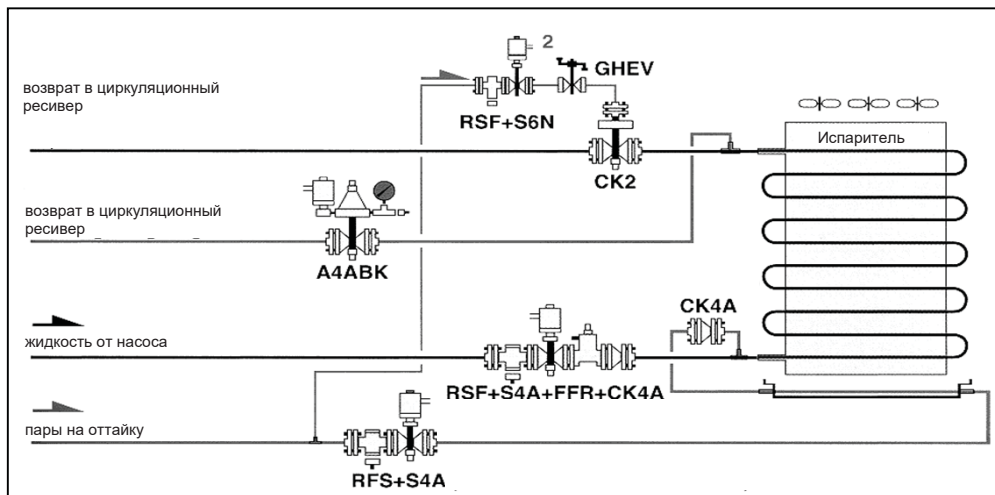 2
GHEV
возврат в циркуляционный
ресивер
RSF+S6N
Испаритель
CK2
возврат в циркуляционный
ресивер
A4ABK
CK4A
жидкость от насоса
RSF+S4A+FFR+CK4A
пары на оттайку
RFS+S4A